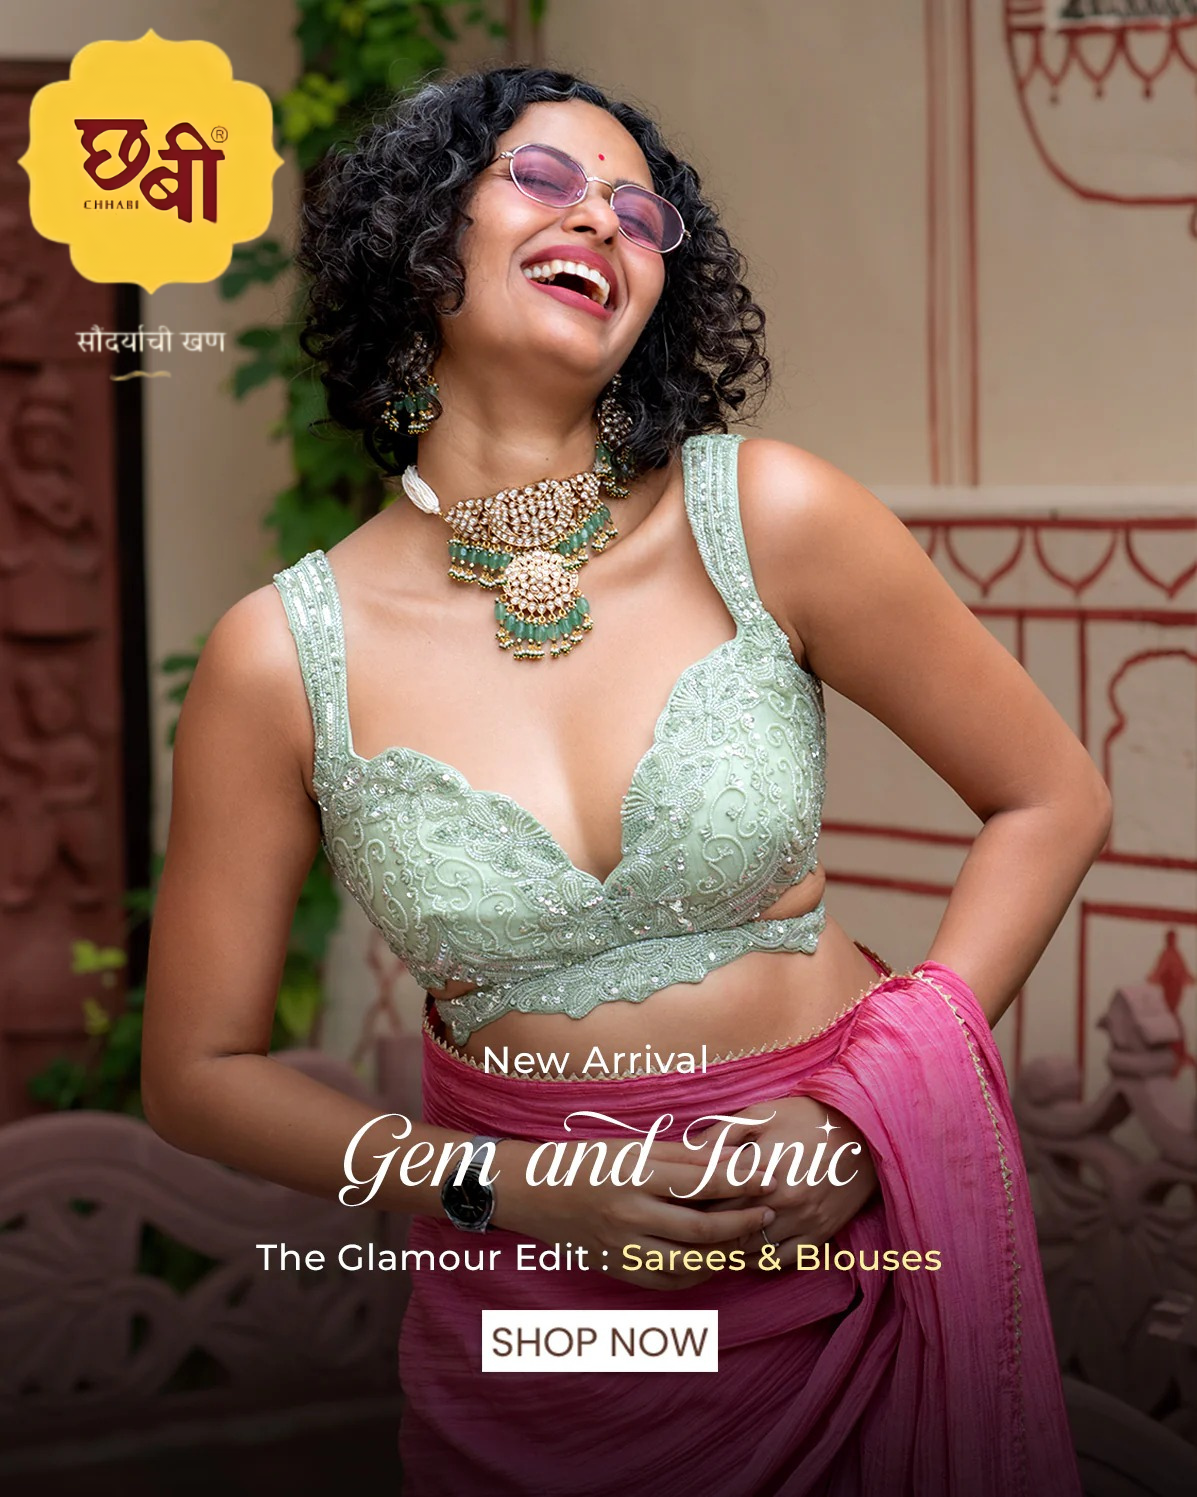 छबी®
CHHABI
सौंदर्याची खण
New Arrival
Gem and Tonic
The Glamour Edit : Sarees & Blouses
SHOP NOW